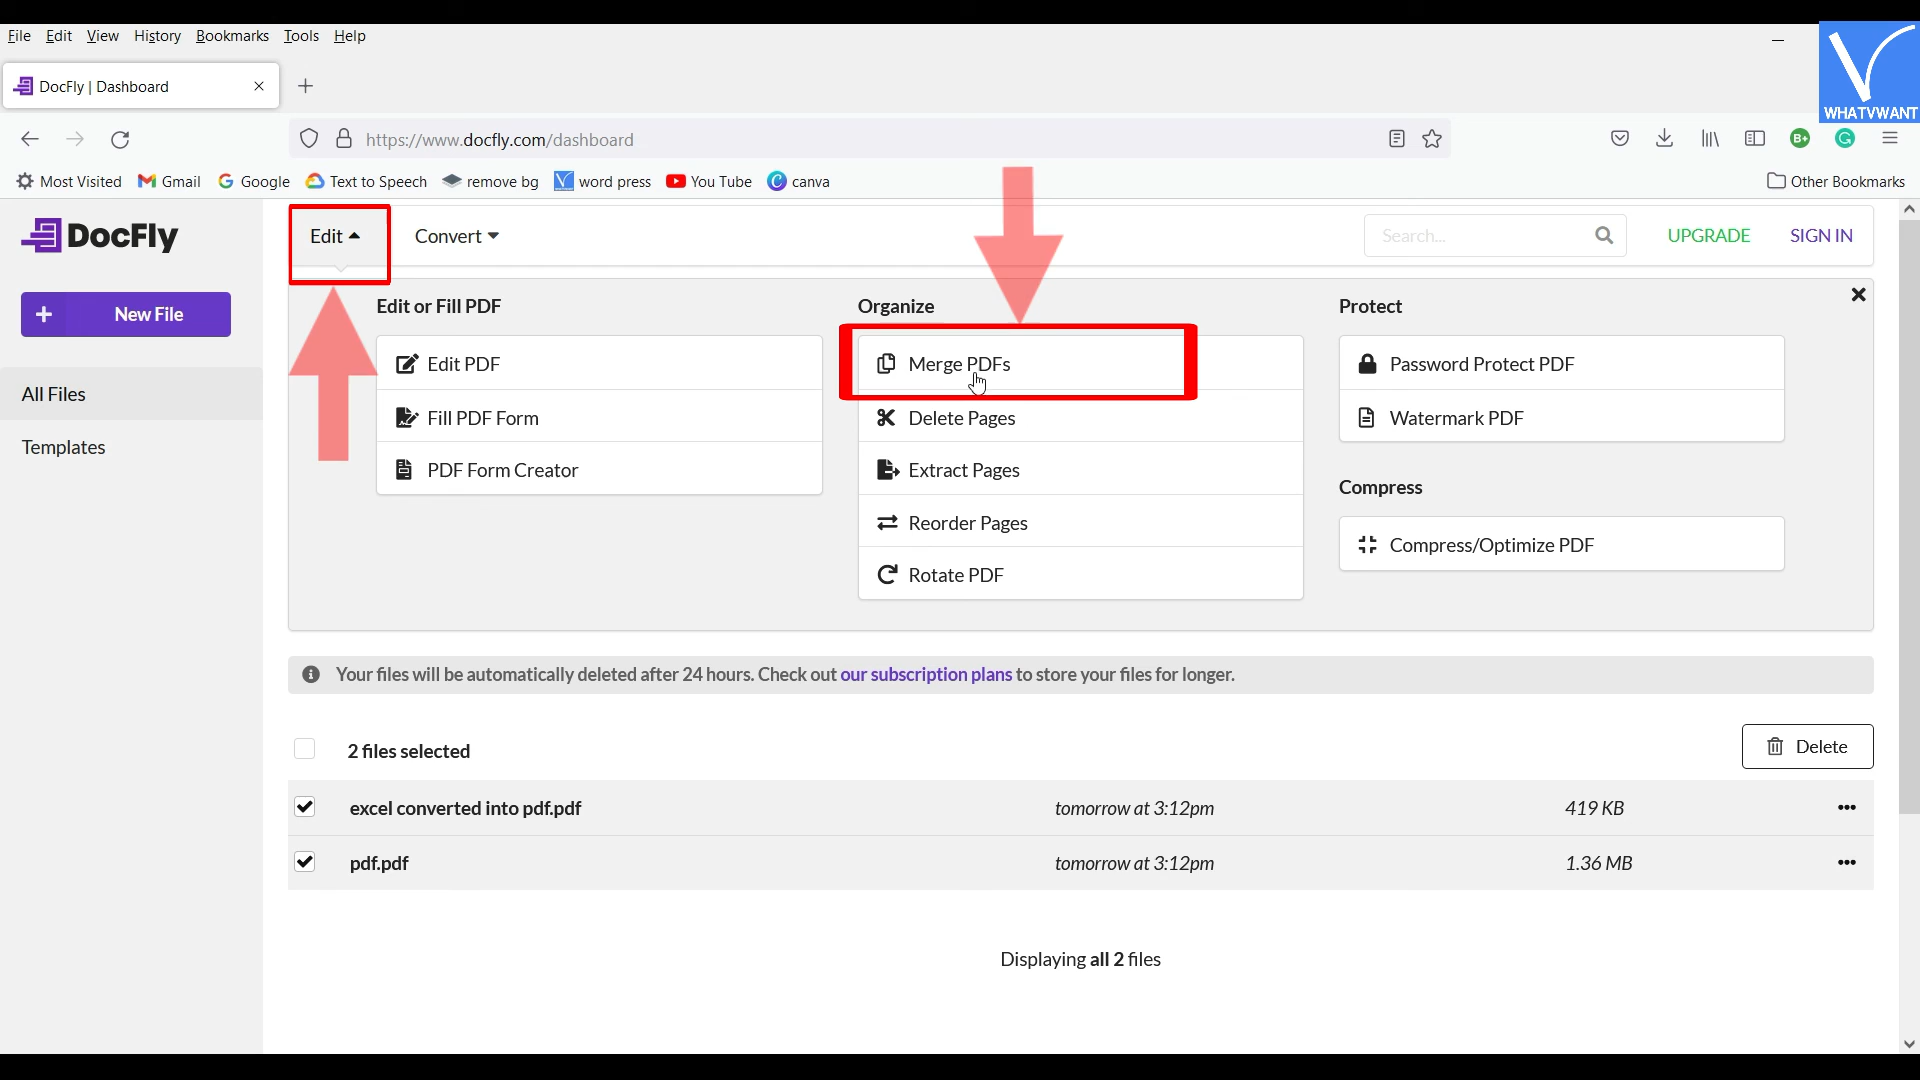 File Edit View History Bookmarks Tools Help
DocFly | Dashboard
WHATVWANT
https://www.docfly.com/dashboard
B+ G
Most Visited Gmail Google Text to Speech remove bg word press You Tube canva Other Bookmarks
DocFly
Edit Convert Search... UPGRADE SIGN IN
New File
All Files
Templates
Edit or Fill PDF
Edit PDF
Fill PDF Form
PDF Form Creator
Organize
Merge PDFs
Delete Pages
Extract Pages
Reorder Pages
Rotate PDF
Protect
Password Protect PDF
Watermark PDF
Compress
Compress/Optimize PDF
Your files will be automatically deleted after 24 hours. Check out our subscription plans to store your files for longer.
2 files selected Delete
excel converted into pdf.pdf tomorrow at 3:12pm 419 KB
pdf.pdf tomorrow at 3:12pm 1.36 MB
Displaying all 2 files